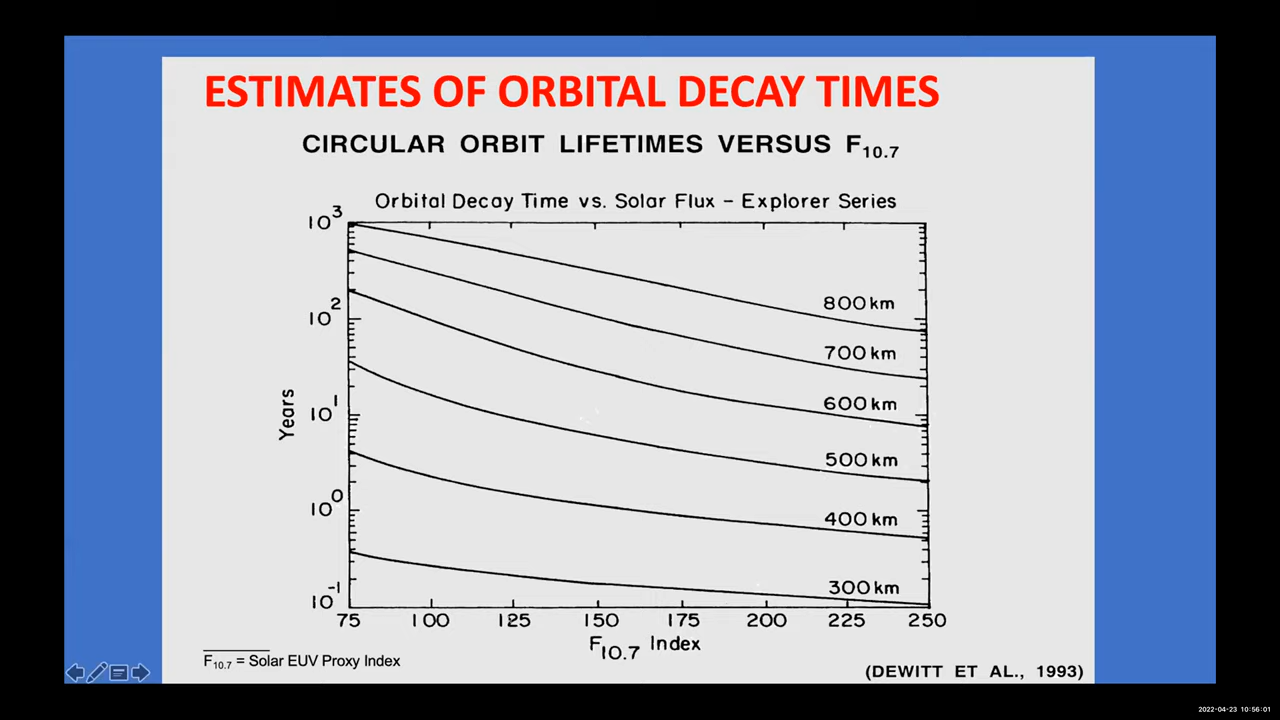 ESTIMATES OF ORBITAL DECAY TIMES
CIRCULAR ORBIT LIFETIMES VERSUS F10.7
Orbital Decay Time vs. Solar Flux – Explorer Series
10³
10²
10¹
10⁰
10⁻¹
Years
800 km
700 km
600 km
500 km
400 km
300 km
75 100 125 150 175 200 225 250
F10.7 Index
F10.7 = Solar EUV Proxy Index
(DEWITT ET AL., 1993)
2022-04-23 10:56:01